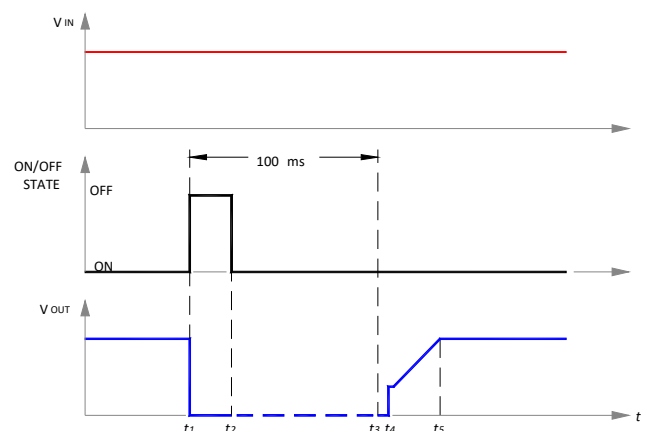 V IN
100 ms
ON/OFF
STATE
OFF
ON
V OUT
t1 t2 t3 t4 t5 t